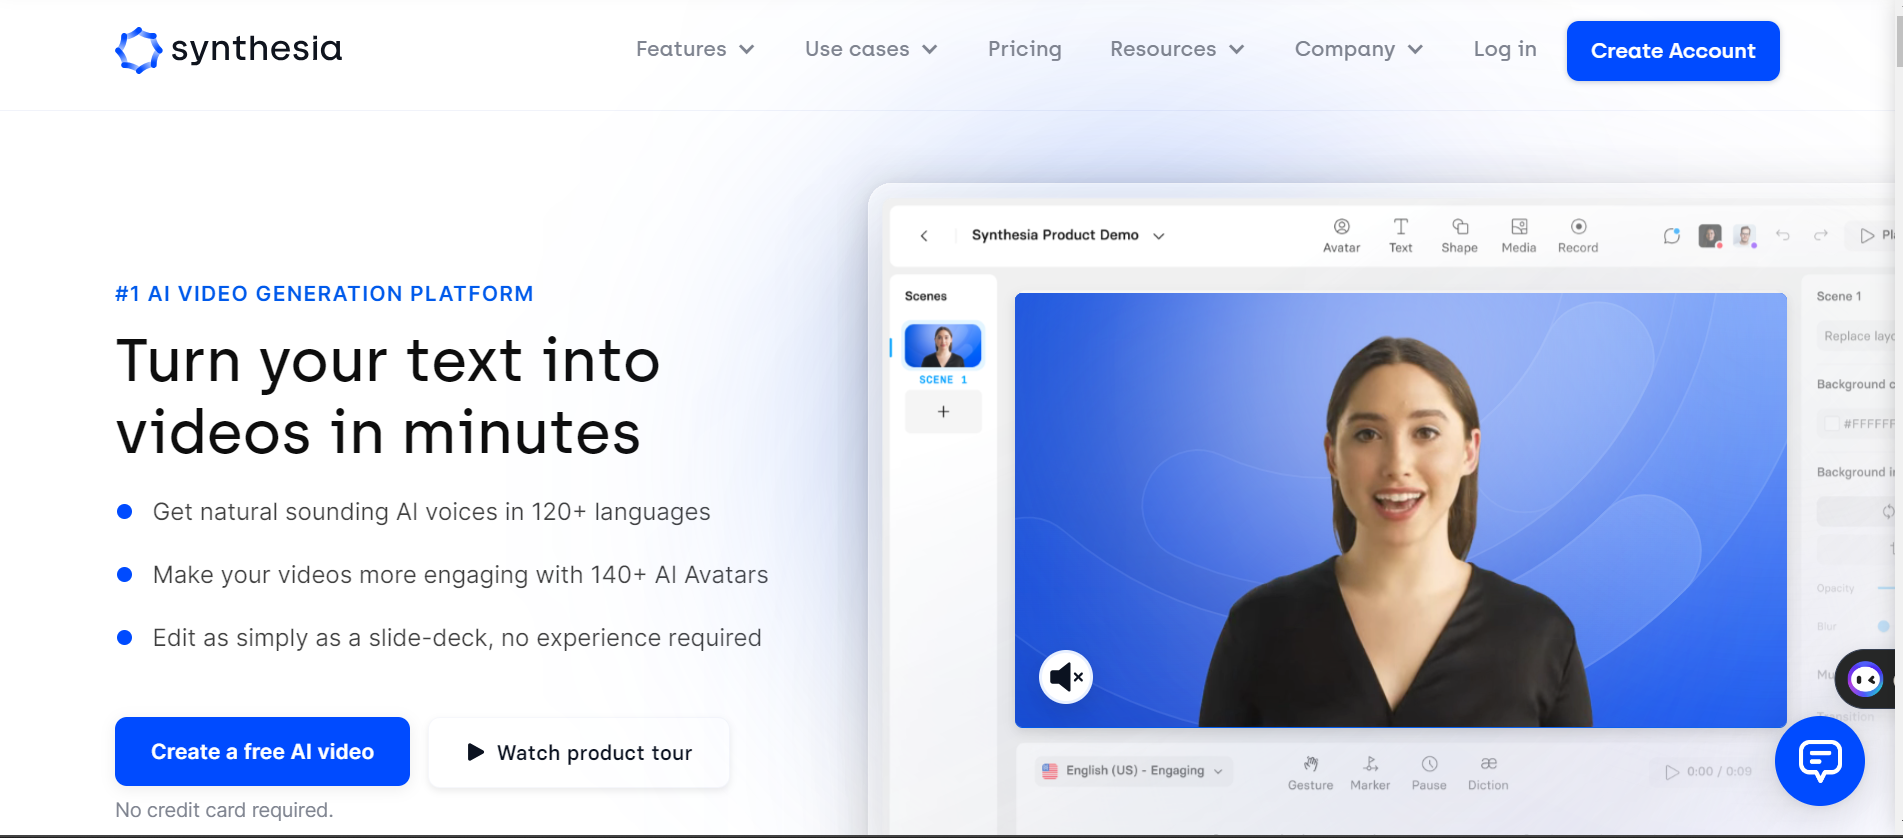 synthesia
Features
Use cases
Pricing
Resources
Company
Log in
Create Account
#1 AI VIDEO GENERATION PLATFORM
Turn your text into
videos in minutes
Get natural sounding AI voices in 120+ languages
Make your videos more engaging with 140+ AI Avatars
Edit as simply as a slide-deck, no experience required
Create a free AI video
Watch product tour
No credit card required.
Synthesia Product Demo
Avatar
Text
Shape
Media
Record
Scenes
SCENE 1
Scene 1
Replace
Background
#FFFFFF
Background
Opacity
Blur
Transition
English (US) - Engaging
Gesture
Marker
Pause
æ
Diction
0:00 / 0:09